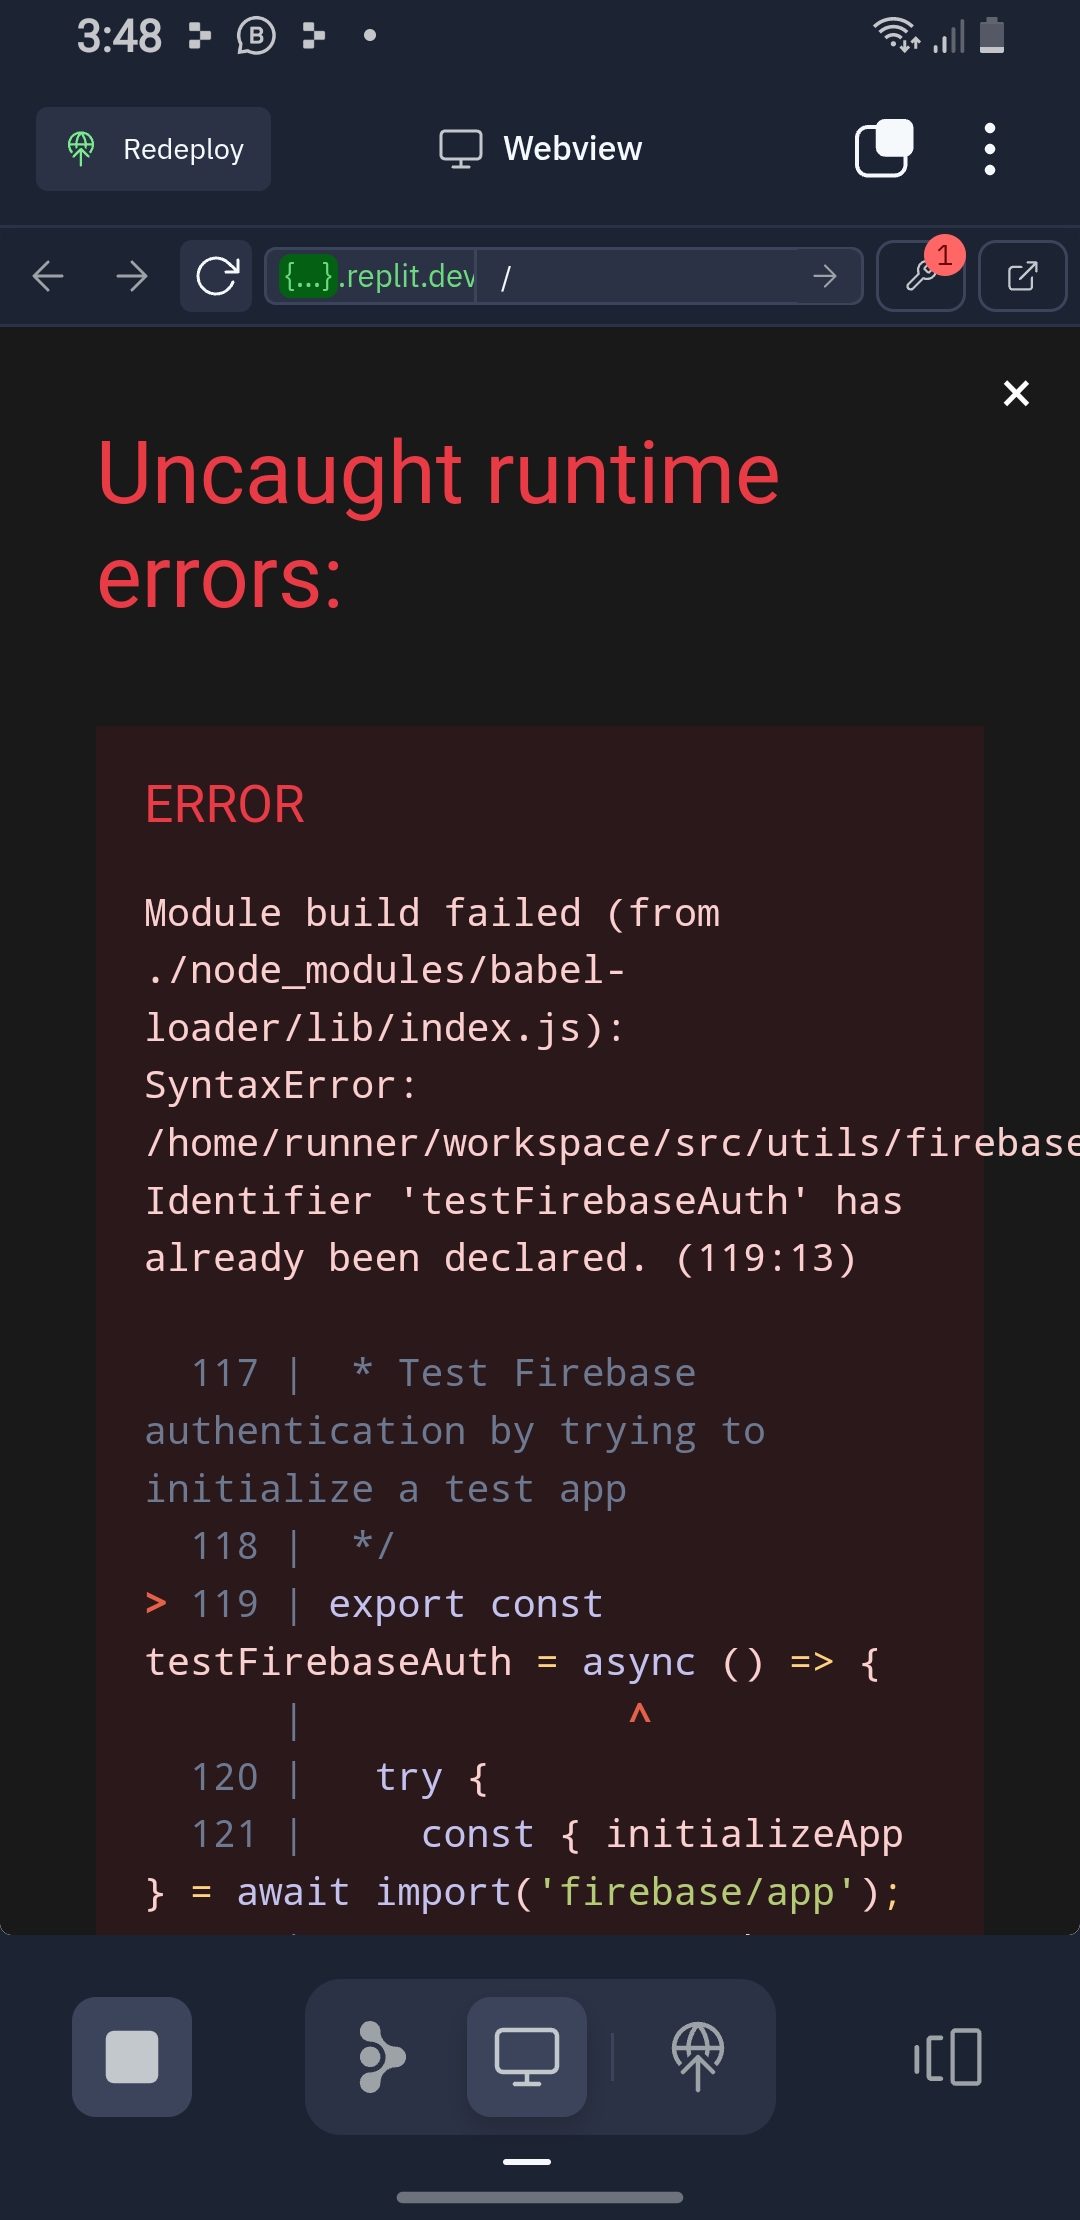 3:48
Redeploy
Webview
{...}.replit.dev
/
1
×
Uncaught runtime
errors:
ERROR
Module build failed (from
./node_modules/babel-
loader/lib/index.js):
SyntaxError:
/home/runner/workspace/src/utils/firebase
Identifier 'testFirebaseAuth' has
already been declared. (119:13)
117 |  * Test Firebase
authentication by trying to
initialize a test app
118 |  */
> 119 | export const
testFirebaseAuth = async () => {
|              ^
120 |   try {
121 |     const { initializeApp
} = await import('firebase/app');